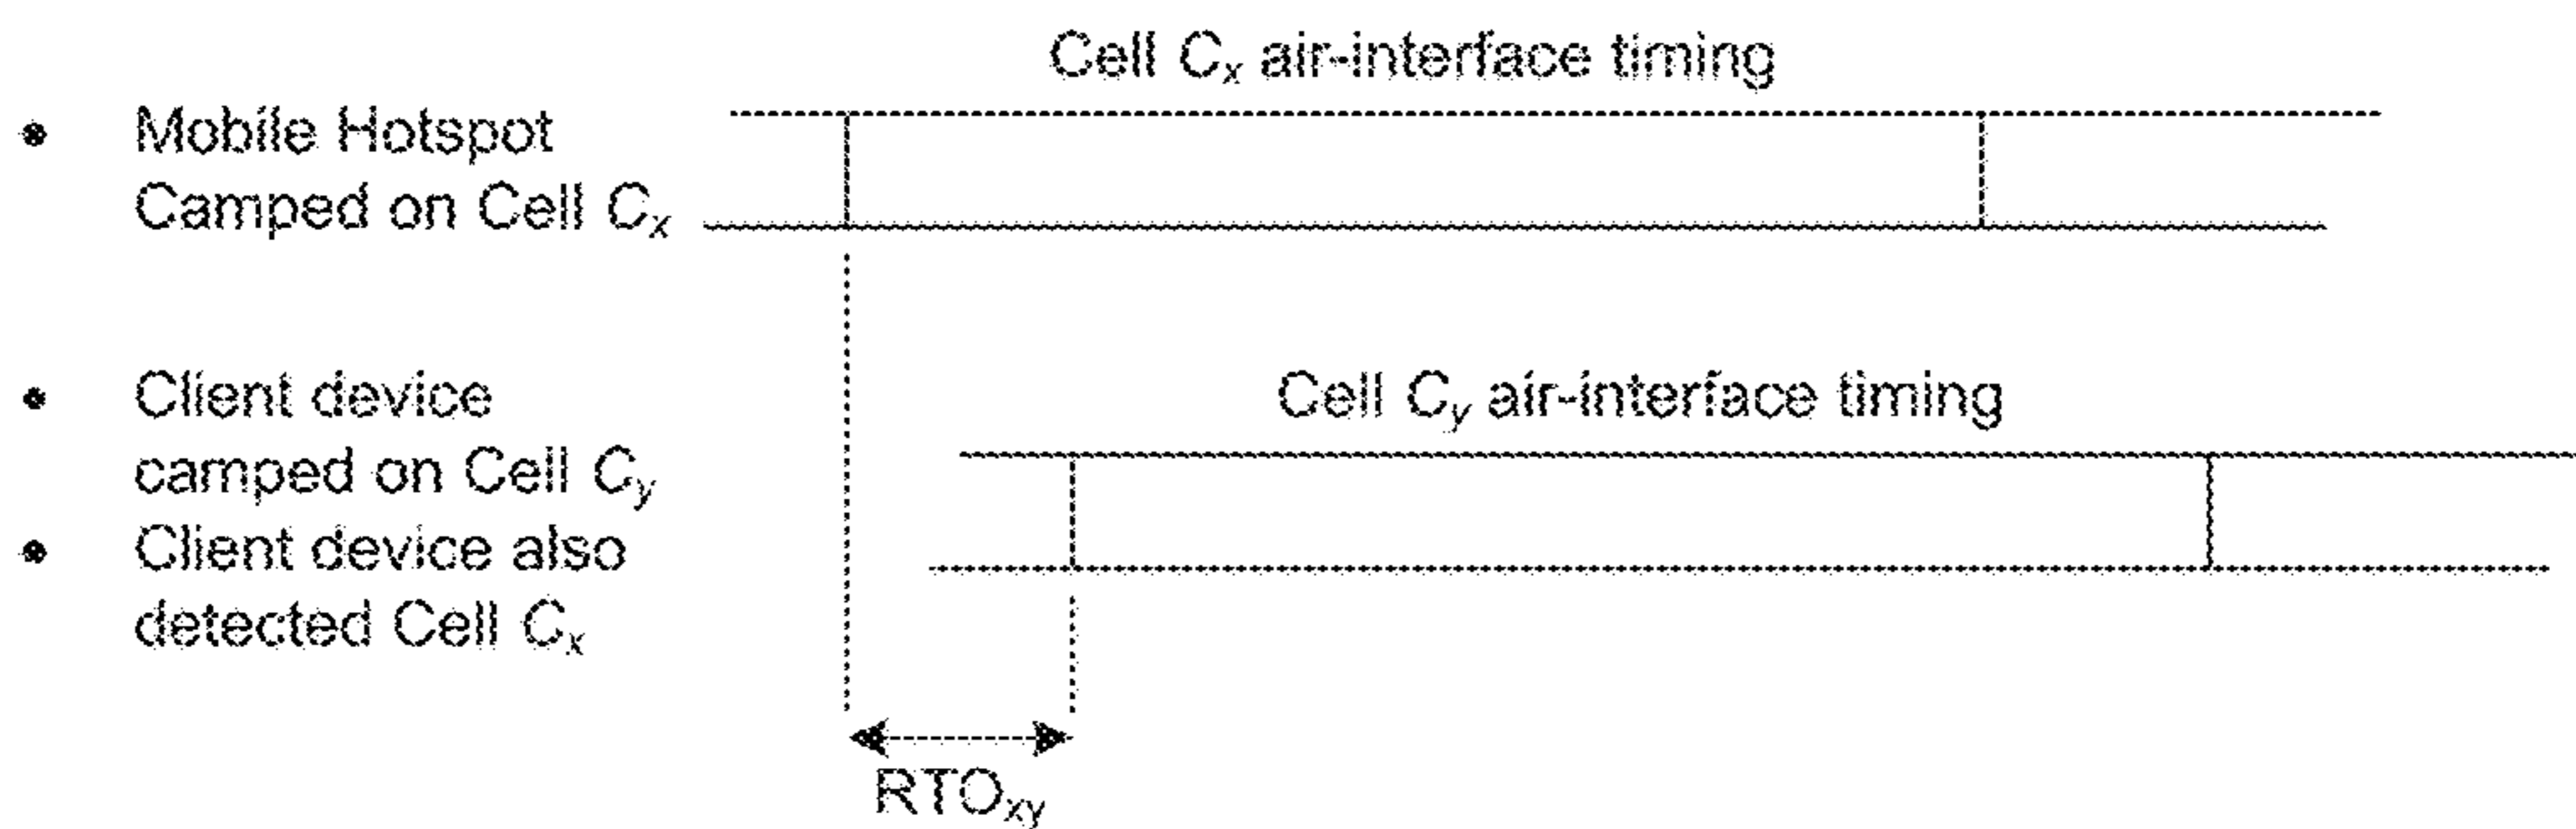 Cell Cx air-interface timing
• Mobile Hotspot
Camped on Cell Cx
• Client device
camped on Cell Cy
Cell Cy air-interface timing
• Client device also
detected Cell Cx
RTOxy